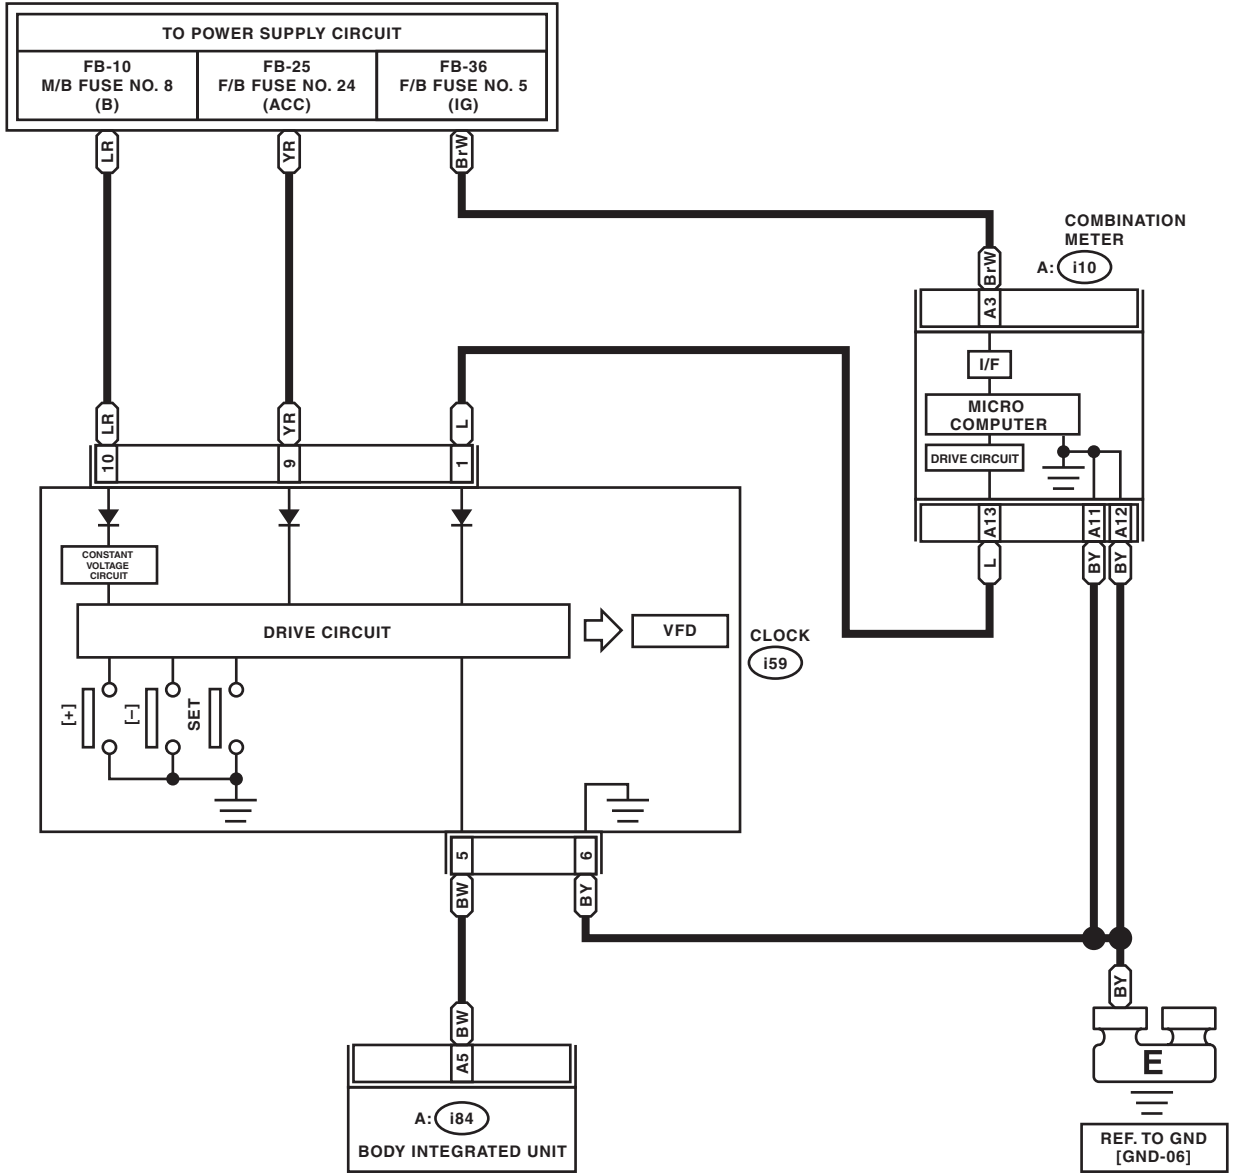 TO POWER SUPPLY CIRCUIT
FB-10
M/B FUSE NO. 8
(B)
FB-25
F/B FUSE NO. 24
(ACC)
FB-36
F/B FUSE NO. 5
(IG)
LR
YR
BrW
COMBINATION
METER
A: i10
BrW
A3
I/F
MICRO
COMPUTER
DRIVE CIRCUIT
A13
A11
A12
L
BY
BY
LR
YR
L
10
9
1
CONSTANT
VOLTAGE
CIRCUIT
DRIVE CIRCUIT
VFD
CLOCK
i59
[+]
[–]
SET
5
6
BW
BY
BW
A5
A: i84
BODY INTEGRATED UNIT
BY
E
REF. TO GND
[GND-06]